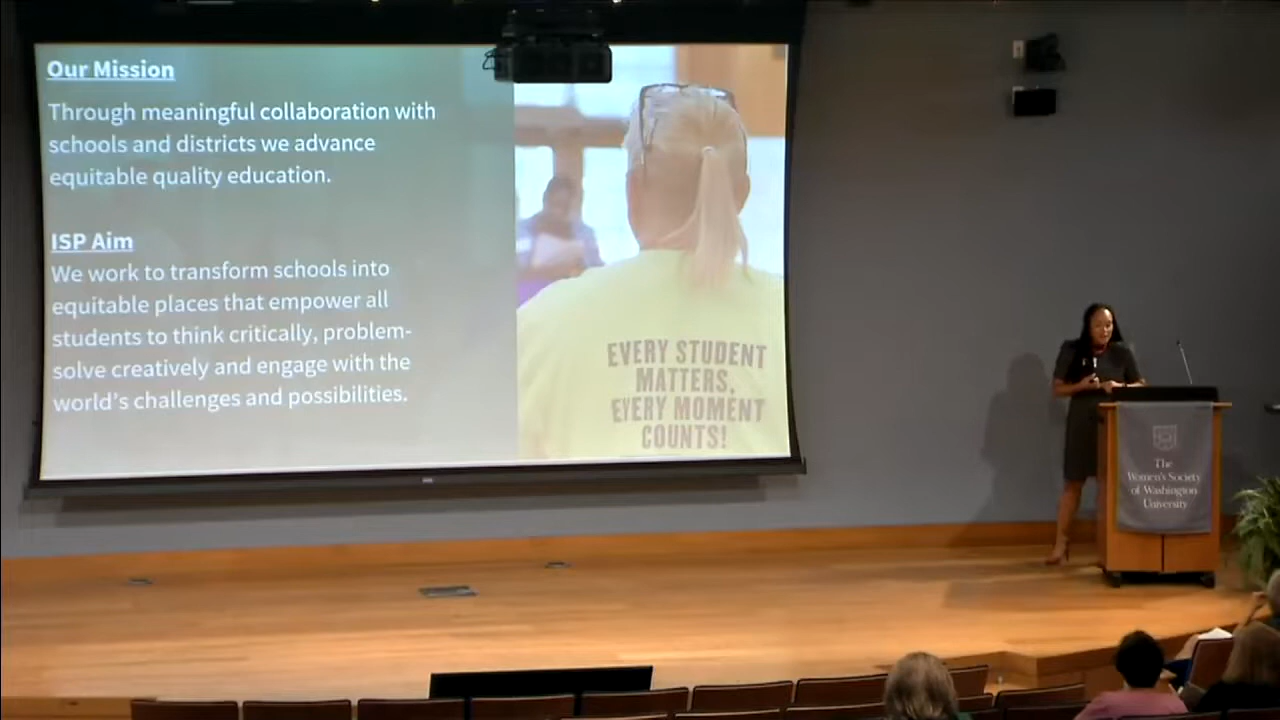 Our Mission
Through meaningful collaboration with
schools and districts we advance
equitable quality education.
ISP Aim
We work to transform schools into
equitable places that empower all
students to think critically, problem-
solve creatively and engage with the
world's challenges and possibilities.
EVERY STUDENT
MATTERS,
EVERY MOMENT
COUNTS!
The
Women's Society
of Washington
University